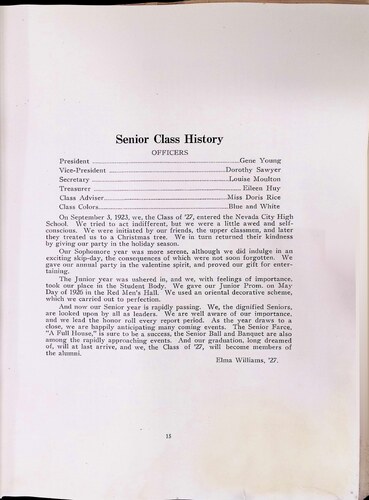 Senior Class History
OFFICERS
President ........ Gene Young
Vice-President ........ Dorothy Sawyer
Secretary ........ Louise Moulton
Treasurer ........ Eileen Huy
Class Adviser ........ Miss Doris Rice
Class Colors ........ Blue and White
On September 3, 1923, we, the Class of '27, entered the Nevada City High
School. We tried to act indifferent, but we were a little awed and self-
conscious. We were initiated by our friends, the upper classmen, and later
they treated us to a Christmas tree. We in turn returned their kindness
by giving our party in the holiday season.
Our Sophomore year was more serene, although we did indulge in an
exciting skip-day, the consequences of which were not soon forgotten. We
gave our annual party in the valentine spirit, and proved our gift for enter-
taining.
The Junior year was ushered in, and we, with feelings of importance,
took our place in the Student Body. We gave our Junior Prom. on May
Day of 1926 in the Red Men's Hall. We used an oriental decorative scheme,
which we carried out to perfection.
And now our Senior year is rapidly passing. We, the dignified Seniors,
are looked upon by all as leaders. We are well aware of our importance,
and we lead the honor roll every report period. As the year draws to a
close, we are happily anticipating many coming events. The Senior Farce,
"A Full House," is sure to be a success, the Senior Ball and Banquet are also
among the rapidly approaching events. And our graduation, long dreamed
of, will at last arrive, and we, the Class of '27, will become members of
the alumni.
Elma Williams, '27.
11